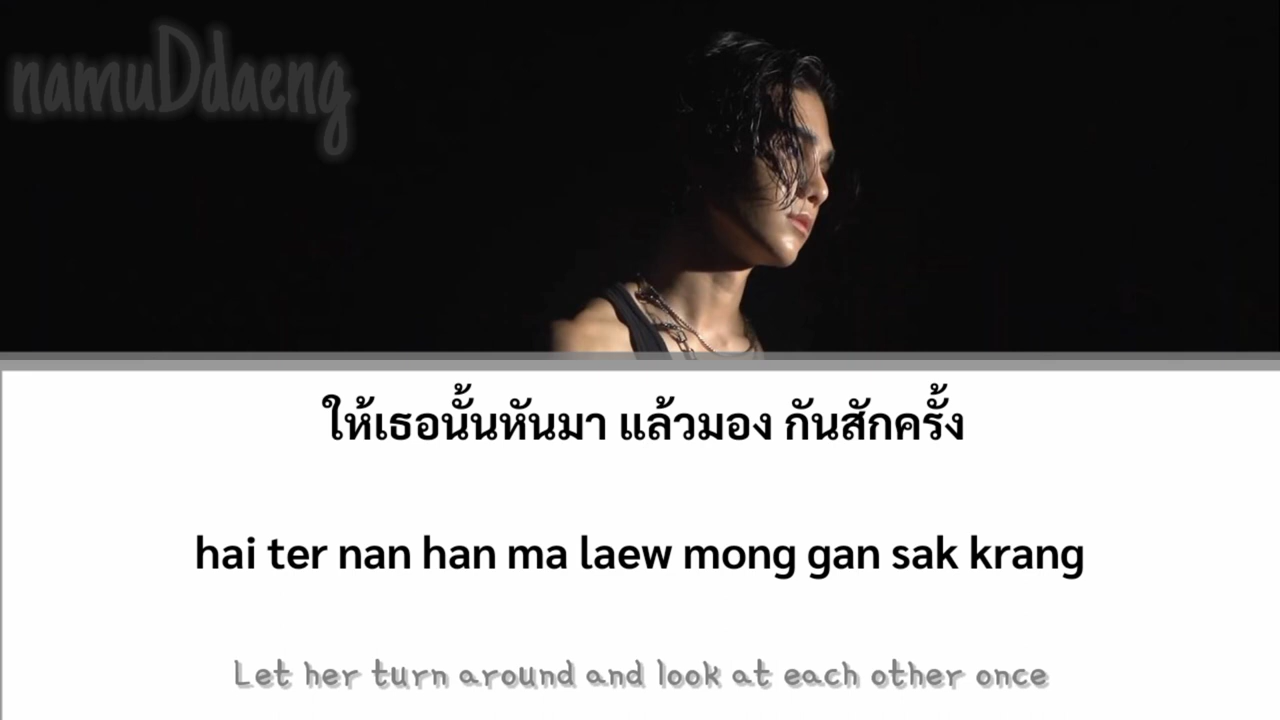 namuDdaeng
ให้เธอนั้นหันมา แล้วมอง กันสักครั้ง
hai ter nan han ma laew mong gan sak krang
Let her turn around and look at each other once